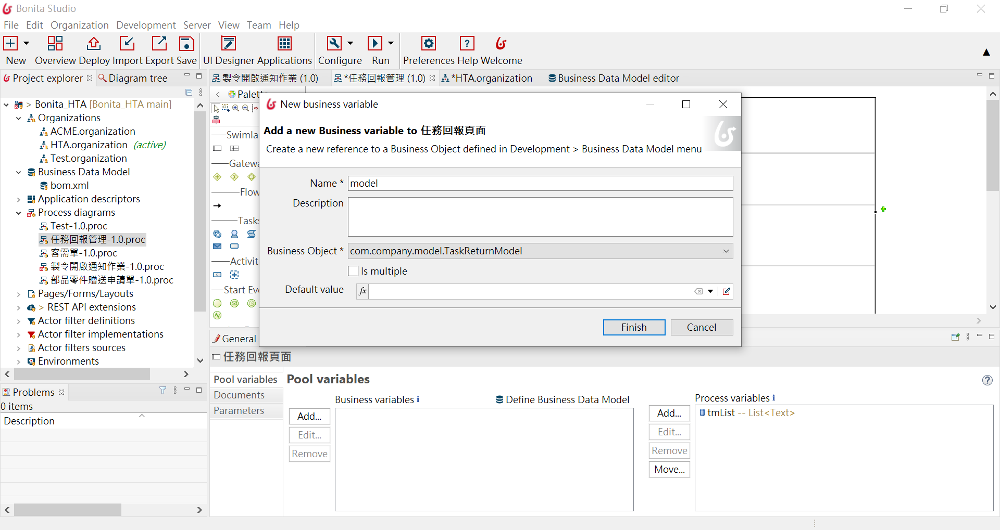 Bonita Studio
File Edit Organization Development Server View Team Help
New Overview Deploy Import Export Save UI Designer Applications Configure Run Preferences Help Welcome
Project explorer
Diagram tree
製令開啟通知作業 (1.0)
*任務回報管理 (1.0)
*HTA.organization
Business Data Model editor
> Bonita_HTA [Bonita_HTA main]
Organizations
ACME.organization
HTA.organization (active)
Test.organization
Business Data Model
bom.xml
Application descriptors
Process diagrams
Test-1.0.proc
任務回報管理-1.0.proc
客需單-1.0.proc
製令開啟通知作業-1.0.proc
部品零件贈送申請單-1.0.proc
Pages/Forms/Layouts
> REST API extensions
Actor filter definitions
Actor filter implementations
Actor filters sources
Environments
Problems
0 items
Description
Swimla
Gatewa
Flow
Tasks
Activit
Start Eve
New business variable
Add a new Business variable to 任務回報頁面
Create a new reference to a Business Object defined in Development > Business Data Model menu
Name * model
Description
Business Object * com.company.model.TaskReturnModel
Is multiple
Default value fx
Finish Cancel
General
任務回報頁面
Pool variables
Documents
Parameters
Pool variables
Business variables
Define Business Data Model
Add...
Edit...
Remove
Process variables
Add...
Edit...
Remove
Move...
tmList -- List<Text>